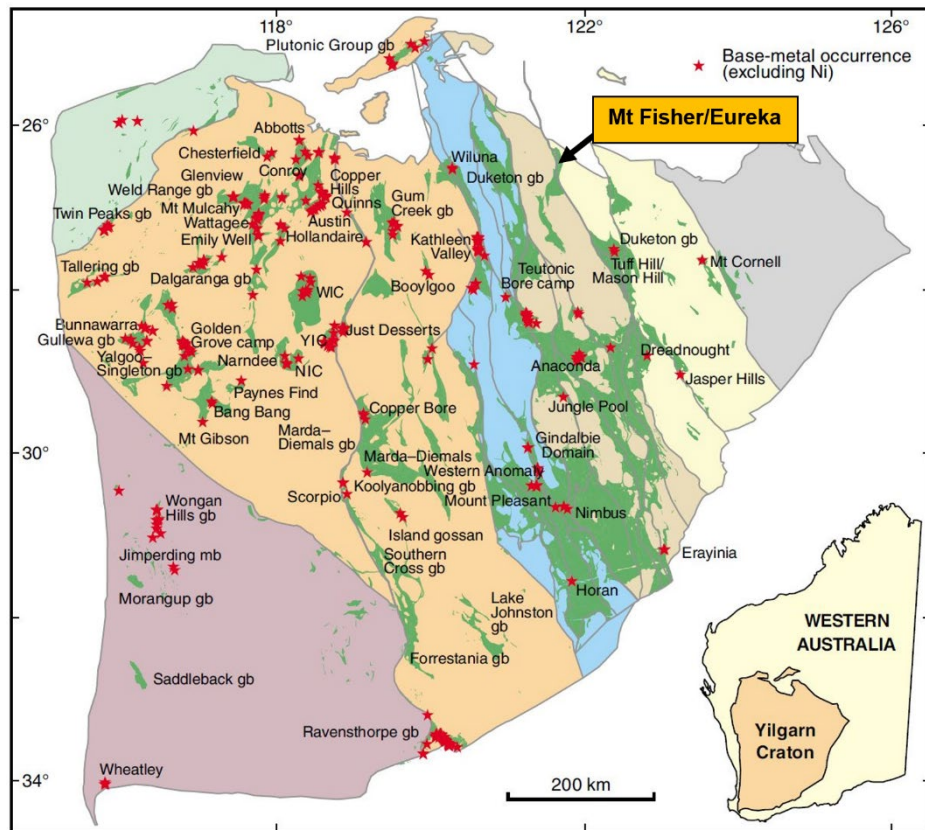 118°
122°
126°
Plutonic Group gb
Base-metal occurrence
(excluding Ni)
26°
Mt Fisher/Eureka
Abbotts
Chesterfield
Wiluna
Glenview
Conroy
Copper
Hills
Duketon gb
Weld Range gb
Gum
Creek gb
Mt Mulcahy
Quinns
Twin Peaks gb
Wattagee
Austin
Emily Well
Hollandaire
Kathleen
Valley
Duketon gb
Tuff Hill/
Mason Hill
Mt Cornell
Tallering gb
Dalgaranga gb
Teutonic
Bore camp
WIC
Booylgoo
Bunnawarra
Golden
Grove camp
YIC
Just Desserts
Gullewa gb
Yalgoo–
Singleton gb
Narndee
NIC
Anaconda
Dreadnought
Jasper Hills
Paynes Find
Bang Bang
Copper Bore
Jungle Pool
Mt Gibson
Marda–
Diemals gb
30°
Marda–Diemals
Gindalbie
Domain
Western Anomaly
Scorpio
Koolyanobbing gb
Mount Pleasant
Nimbus
Wongan
Hills gb
Island gossan
Jimperding mb
Southern
Cross gb
Erayinia
Morangup gb
Horan
Lake
Johnston
gb
WESTERN
AUSTRALIA
Forrestania gb
Saddleback gb
Ravensthorpe gb
Yilgarn
Craton
Wheatley
34°
200 km